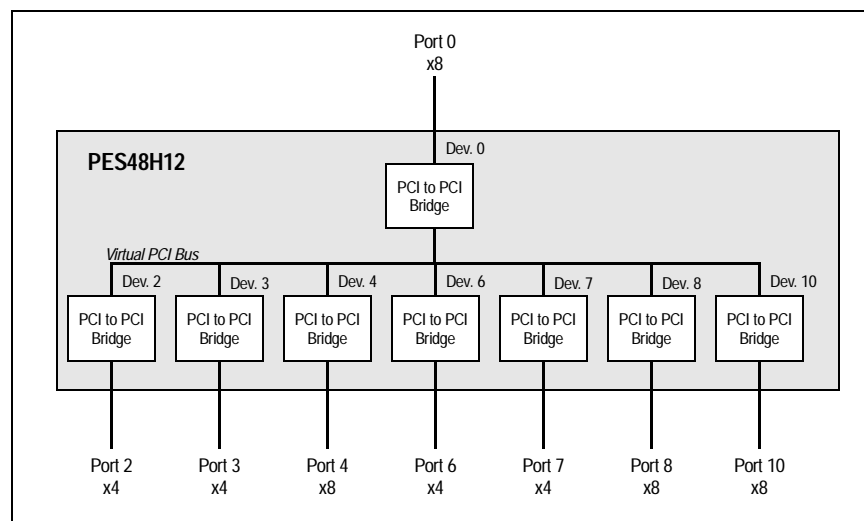 Port 0
x8
PES48H12
Dev. 0
PCI to PCI
Bridge
Virtual PCI Bus
Dev. 2
Dev. 3
Dev. 4
Dev. 6
Dev. 7
Dev. 8
Dev. 10
PCI to PCI
Bridge
PCI to PCI
Bridge
PCI to PCI
Bridge
PCI to PCI
Bridge
PCI to PCI
Bridge
PCI to PCI
Bridge
PCI to PCI
Bridge
Port 2
x4
Port 3
x4
Port 4
x8
Port 6
x4
Port 7
x4
Port 8
x8
Port 10
x8